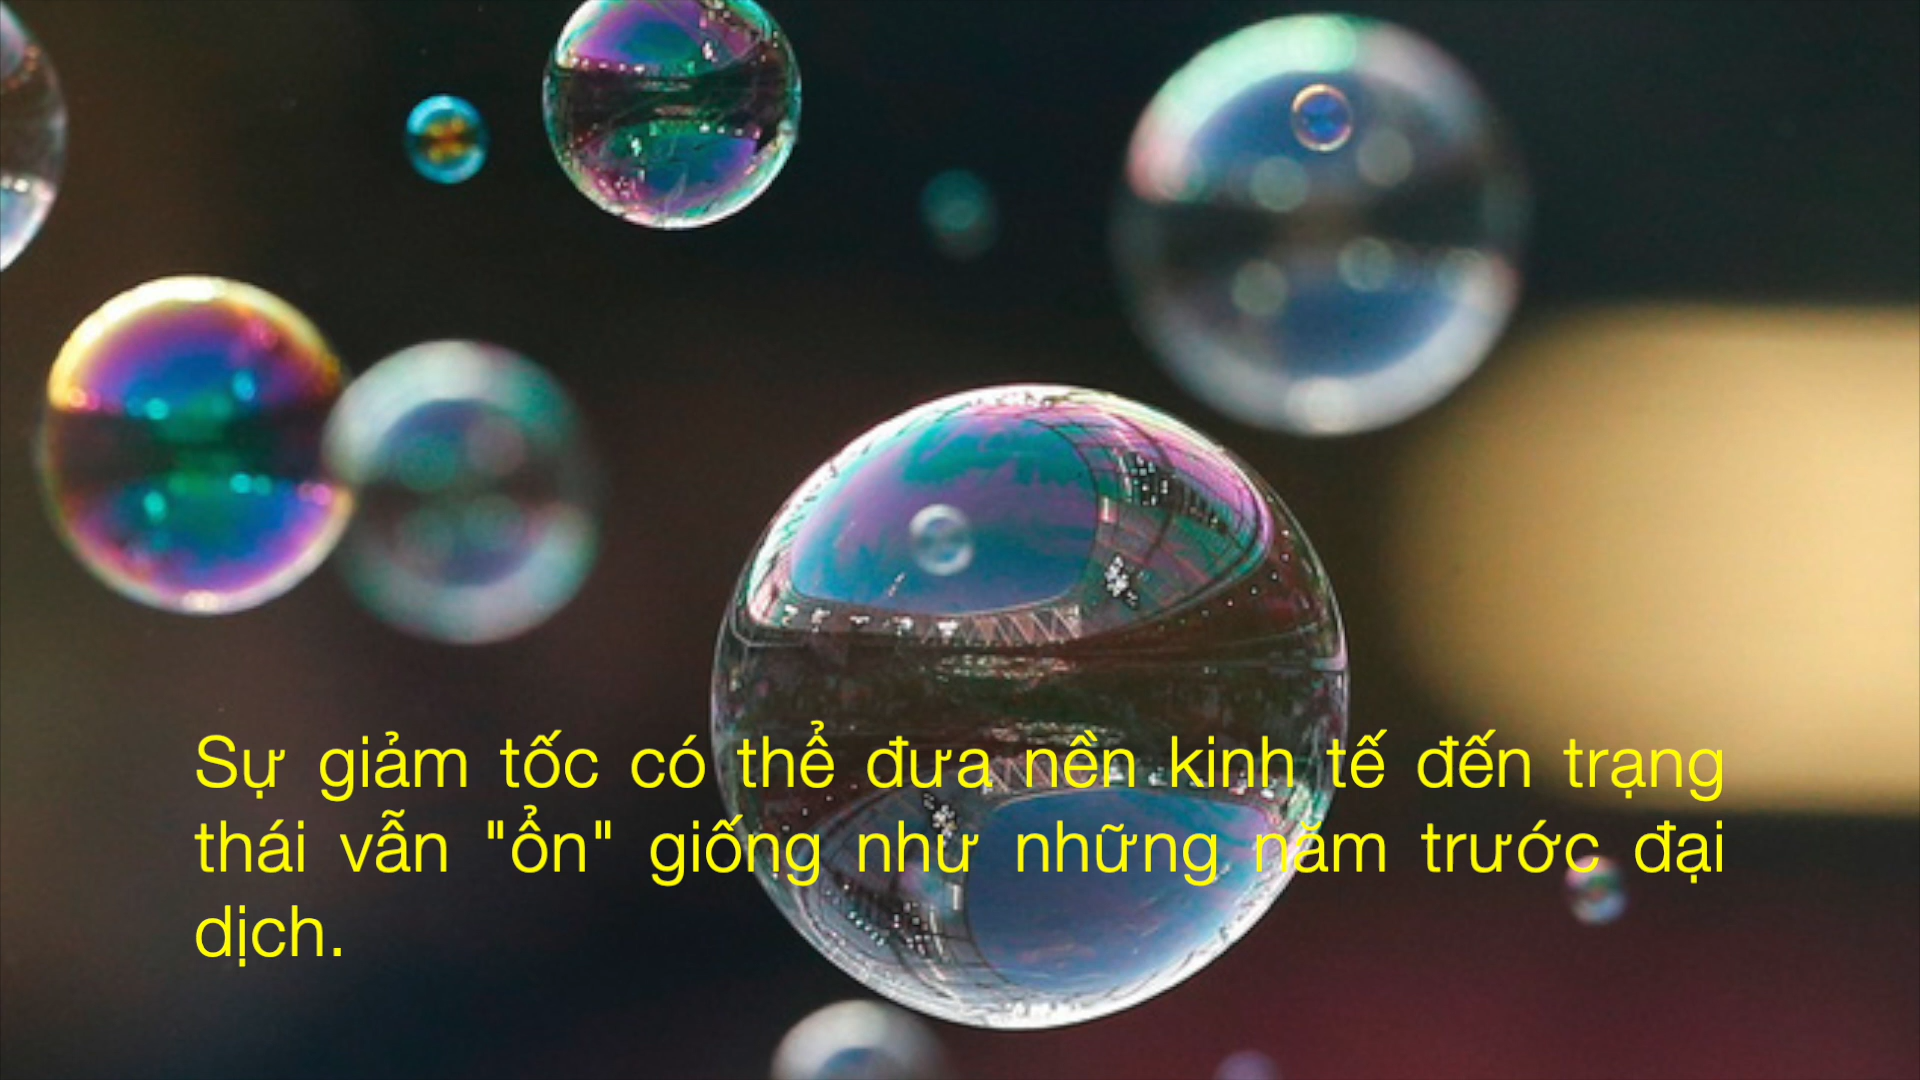 Sự giảm tốc có thể đưa nền kinh tế đến trạng
thái vẫn "ổn" giống như những năm trước đại
dịch.